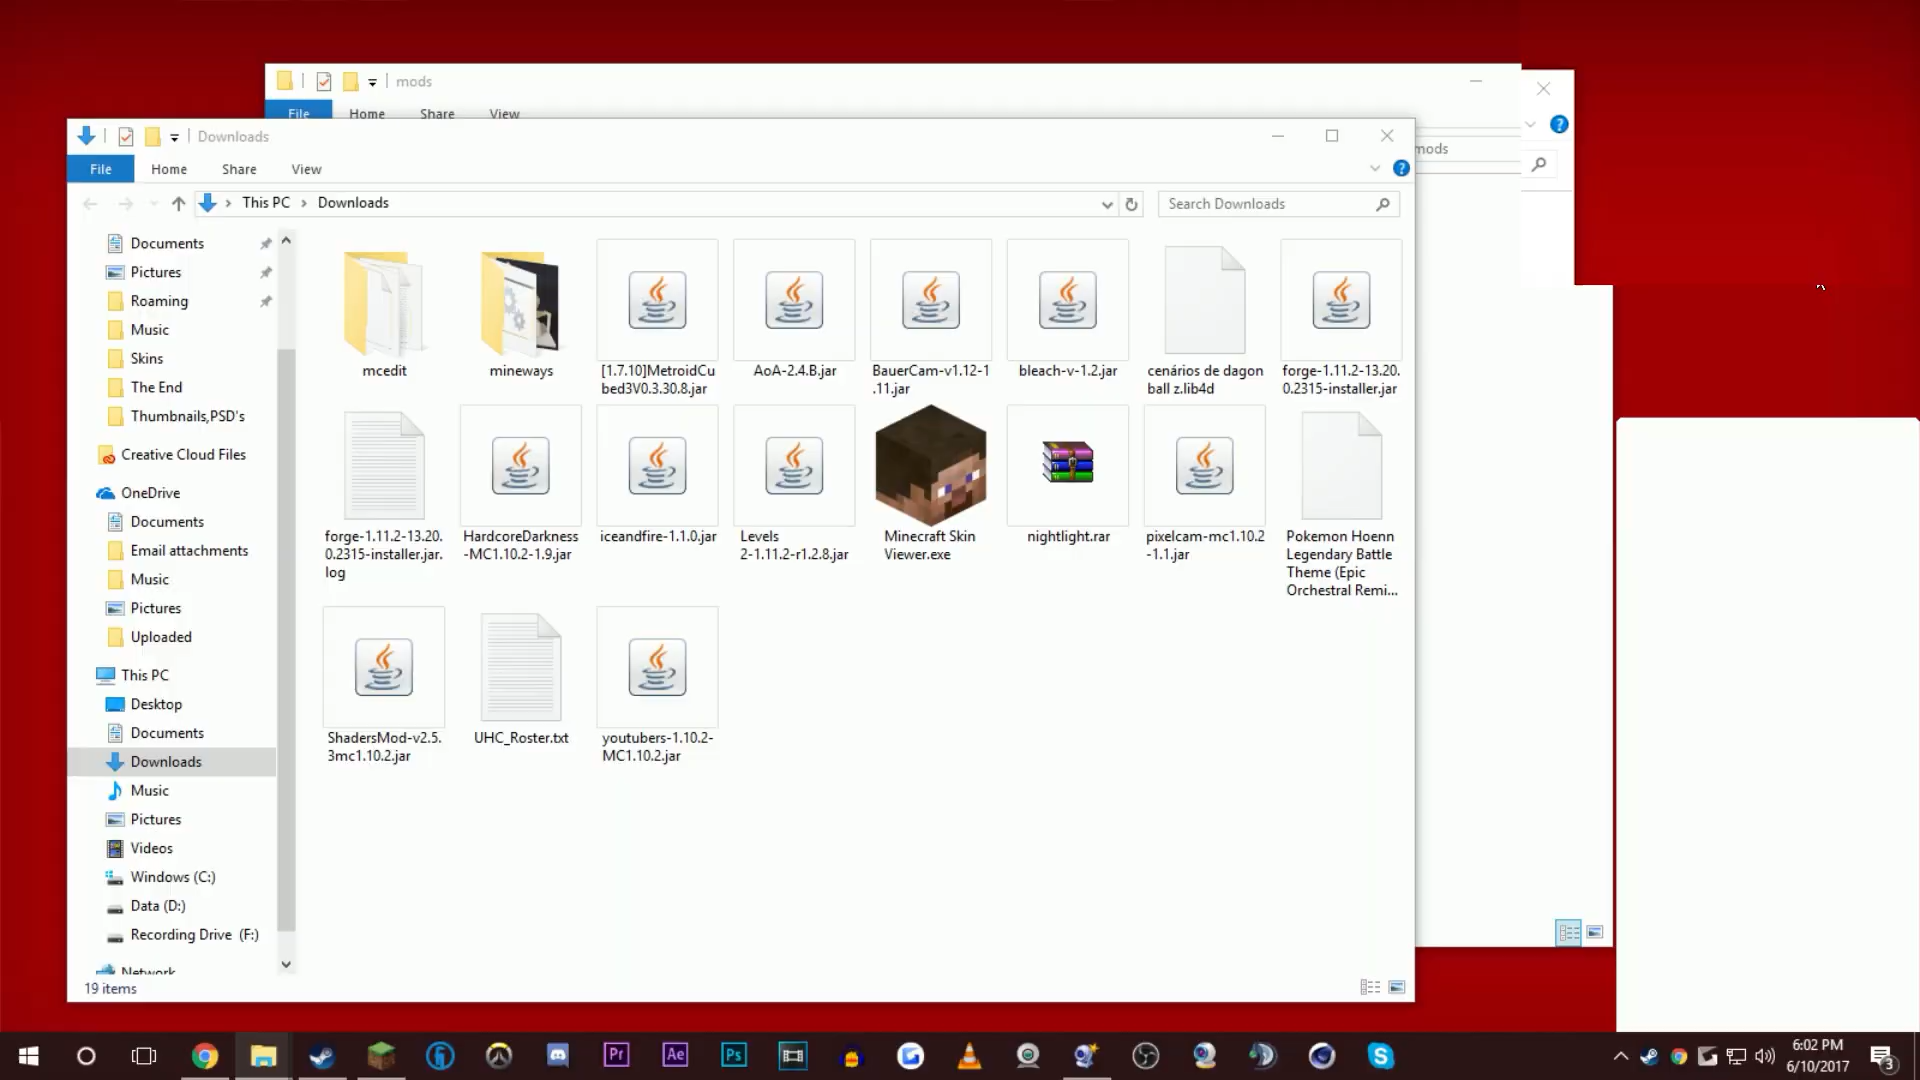 mods
File Home Share View
Downloads
File Home Share View
mods
This PC Downloads
Search Downloads
Documents
Pictures
Roaming
Music
Skins
The End
Thumbnails,PSD's
Creative Cloud Files
OneDrive
Documents
Email attachments
Music
Pictures
Uploaded
This PC
Desktop
Documents
Downloads
Music
Pictures
Videos
Windows (C:)
Data (D:)
Recording Drive (F:)
Network
mcedit
mineways
[1.7.10]MetroidCu
bed3V0.3.30.8.jar
AoA-2.4.B.jar
BauerCam-v1.12-1
.11.jar
bleach-v-1.2.jar
cenários de dagon
ball z.lib4d
forge-1.11.2-13.20.
0.2315-installer.jar
forge-1.11.2-13.20.
0.2315-installer.jar.
log
HardcoreDarkness
-MC1.10.2-1.9.jar
iceandfire-1.1.0.jar
Levels
2-1.11.2-r1.2.8.jar
Minecraft Skin
Viewer.exe
nightlight.rar
pixelcam-mc1.10.2
-1.1.jar
Pokemon Hoenn
Legendary Battle
Theme (Epic
Orchestral Remi...
ShadersMod-v2.5.
3mc1.10.2.jar
UHC_Roster.txt
youtubers-1.10.2-
MC1.10.2.jar
19 items
Pr Ae Ps
6:02 PM
6/10/2017
3